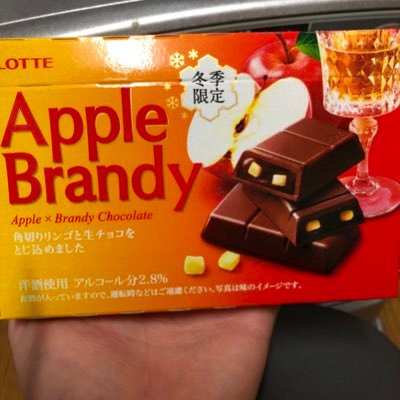 LOTTE
冬季
限定
Apple
Brandy
Apple × Brandy Chocolate
角切りリンゴと生チョコを
とじ込めました
洋酒使用 アルコール分2.8%
お酒が入っていますので、運転時などはご遠慮ください。写真は味のイメージです。